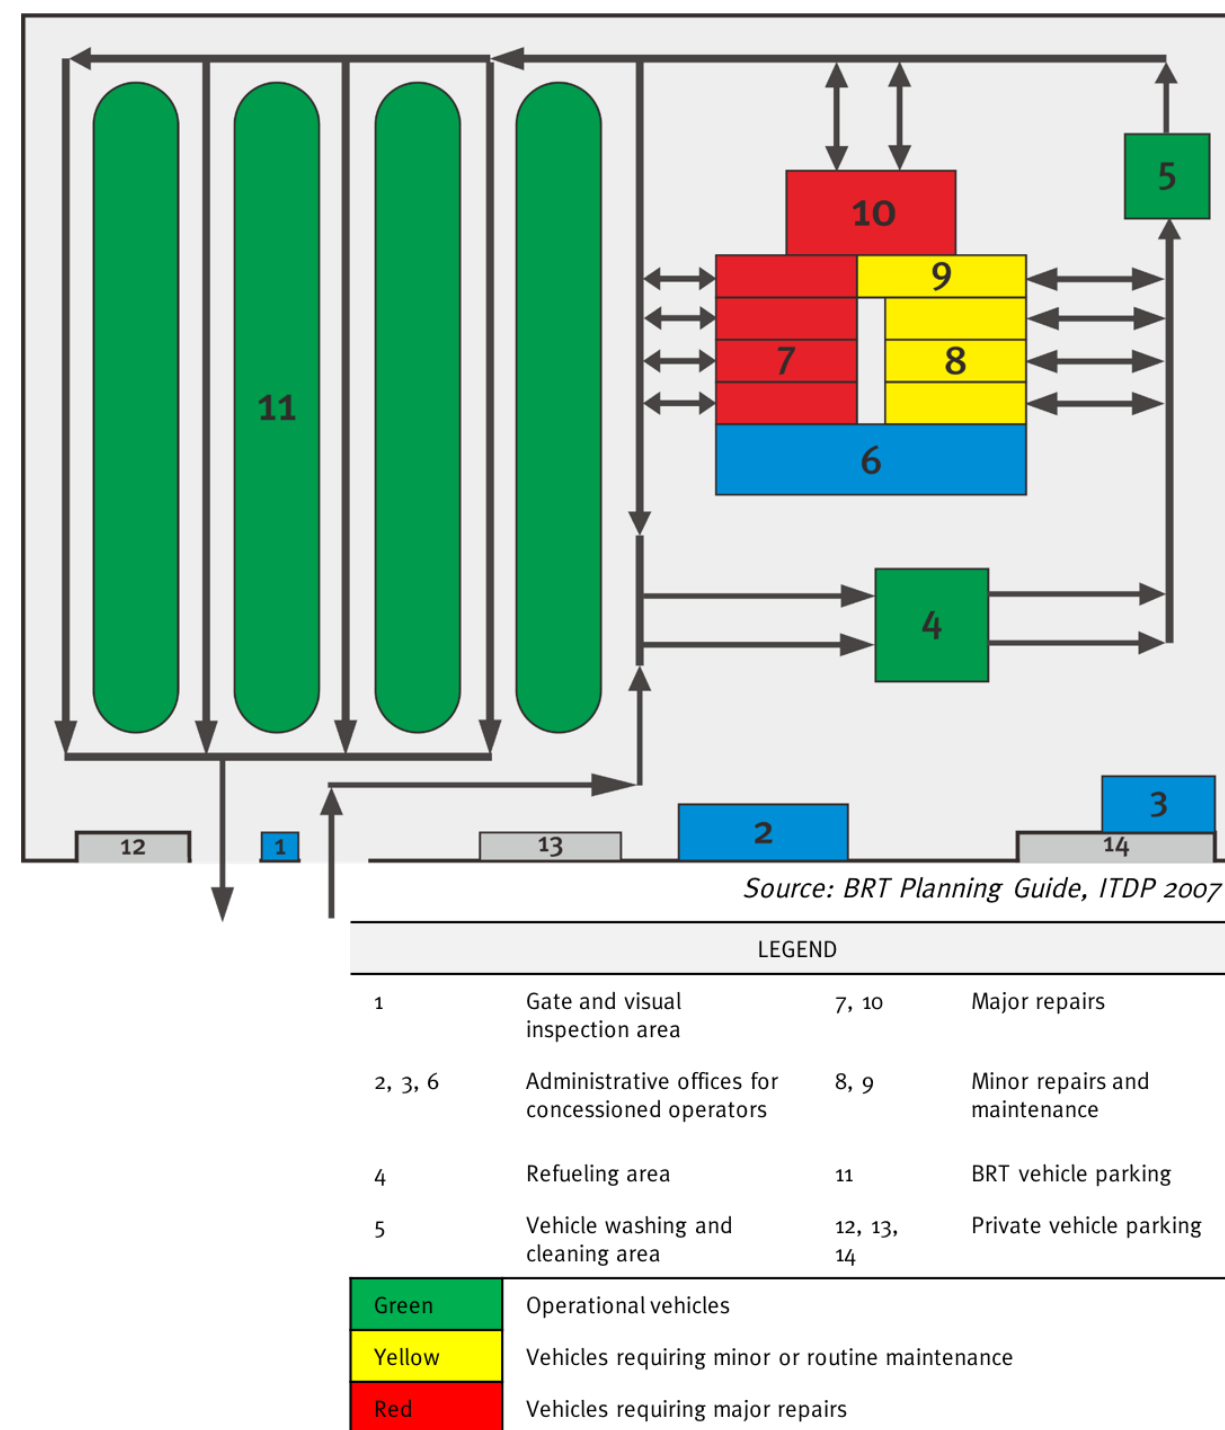 5
10
9
7
8
11
6
4
3
2
12
1
13
14
Source: BRT Planning Guide, ITDP 2007
LEGEND
1 Gate and visual inspection area 7, 10 Major repairs
2, 3, 6 Administrative offices for concessioned operators 8, 9 Minor repairs and maintenance
4 Refueling area 11 BRT vehicle parking
5 Vehicle washing and cleaning area 12, 13, 14 Private vehicle parking
Green Operational vehicles
Yellow Vehicles requiring minor or routine maintenance
Red Vehicles requiring major repairs